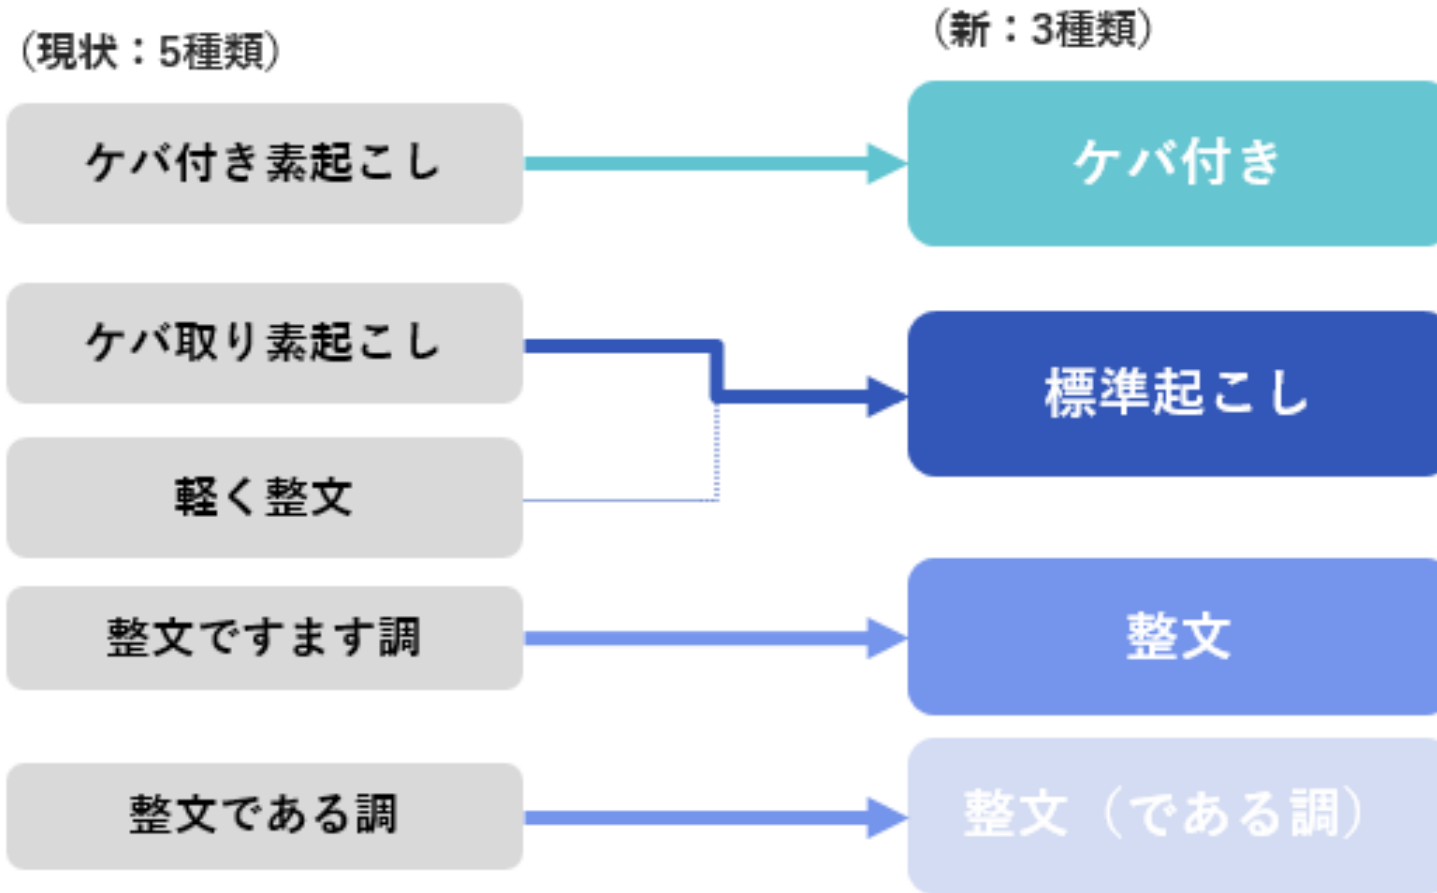 （現状：5種類）
（新：3種類）
ケバ付き素起こし
ケバ付き
ケバ取り素起こし
標準起こし
軽く整文
整文ですます調
整文
整文である調
整文（である調）